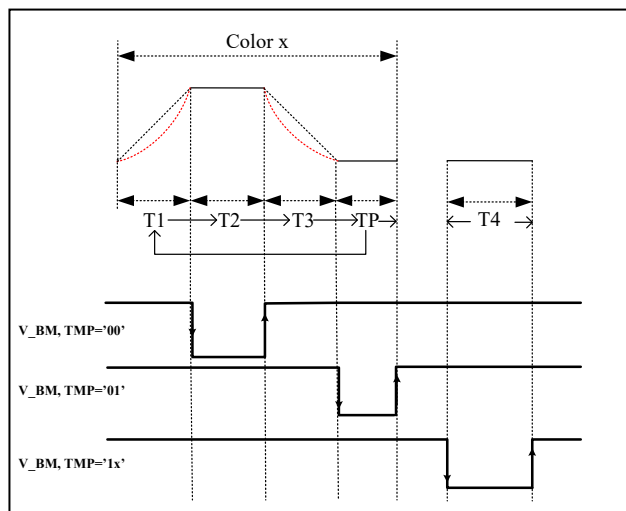 Color x
T1 T2 T3 TP T4
V_BM, TMP='00'
V_BM, TMP='01'
V_BM, TMP='1x'